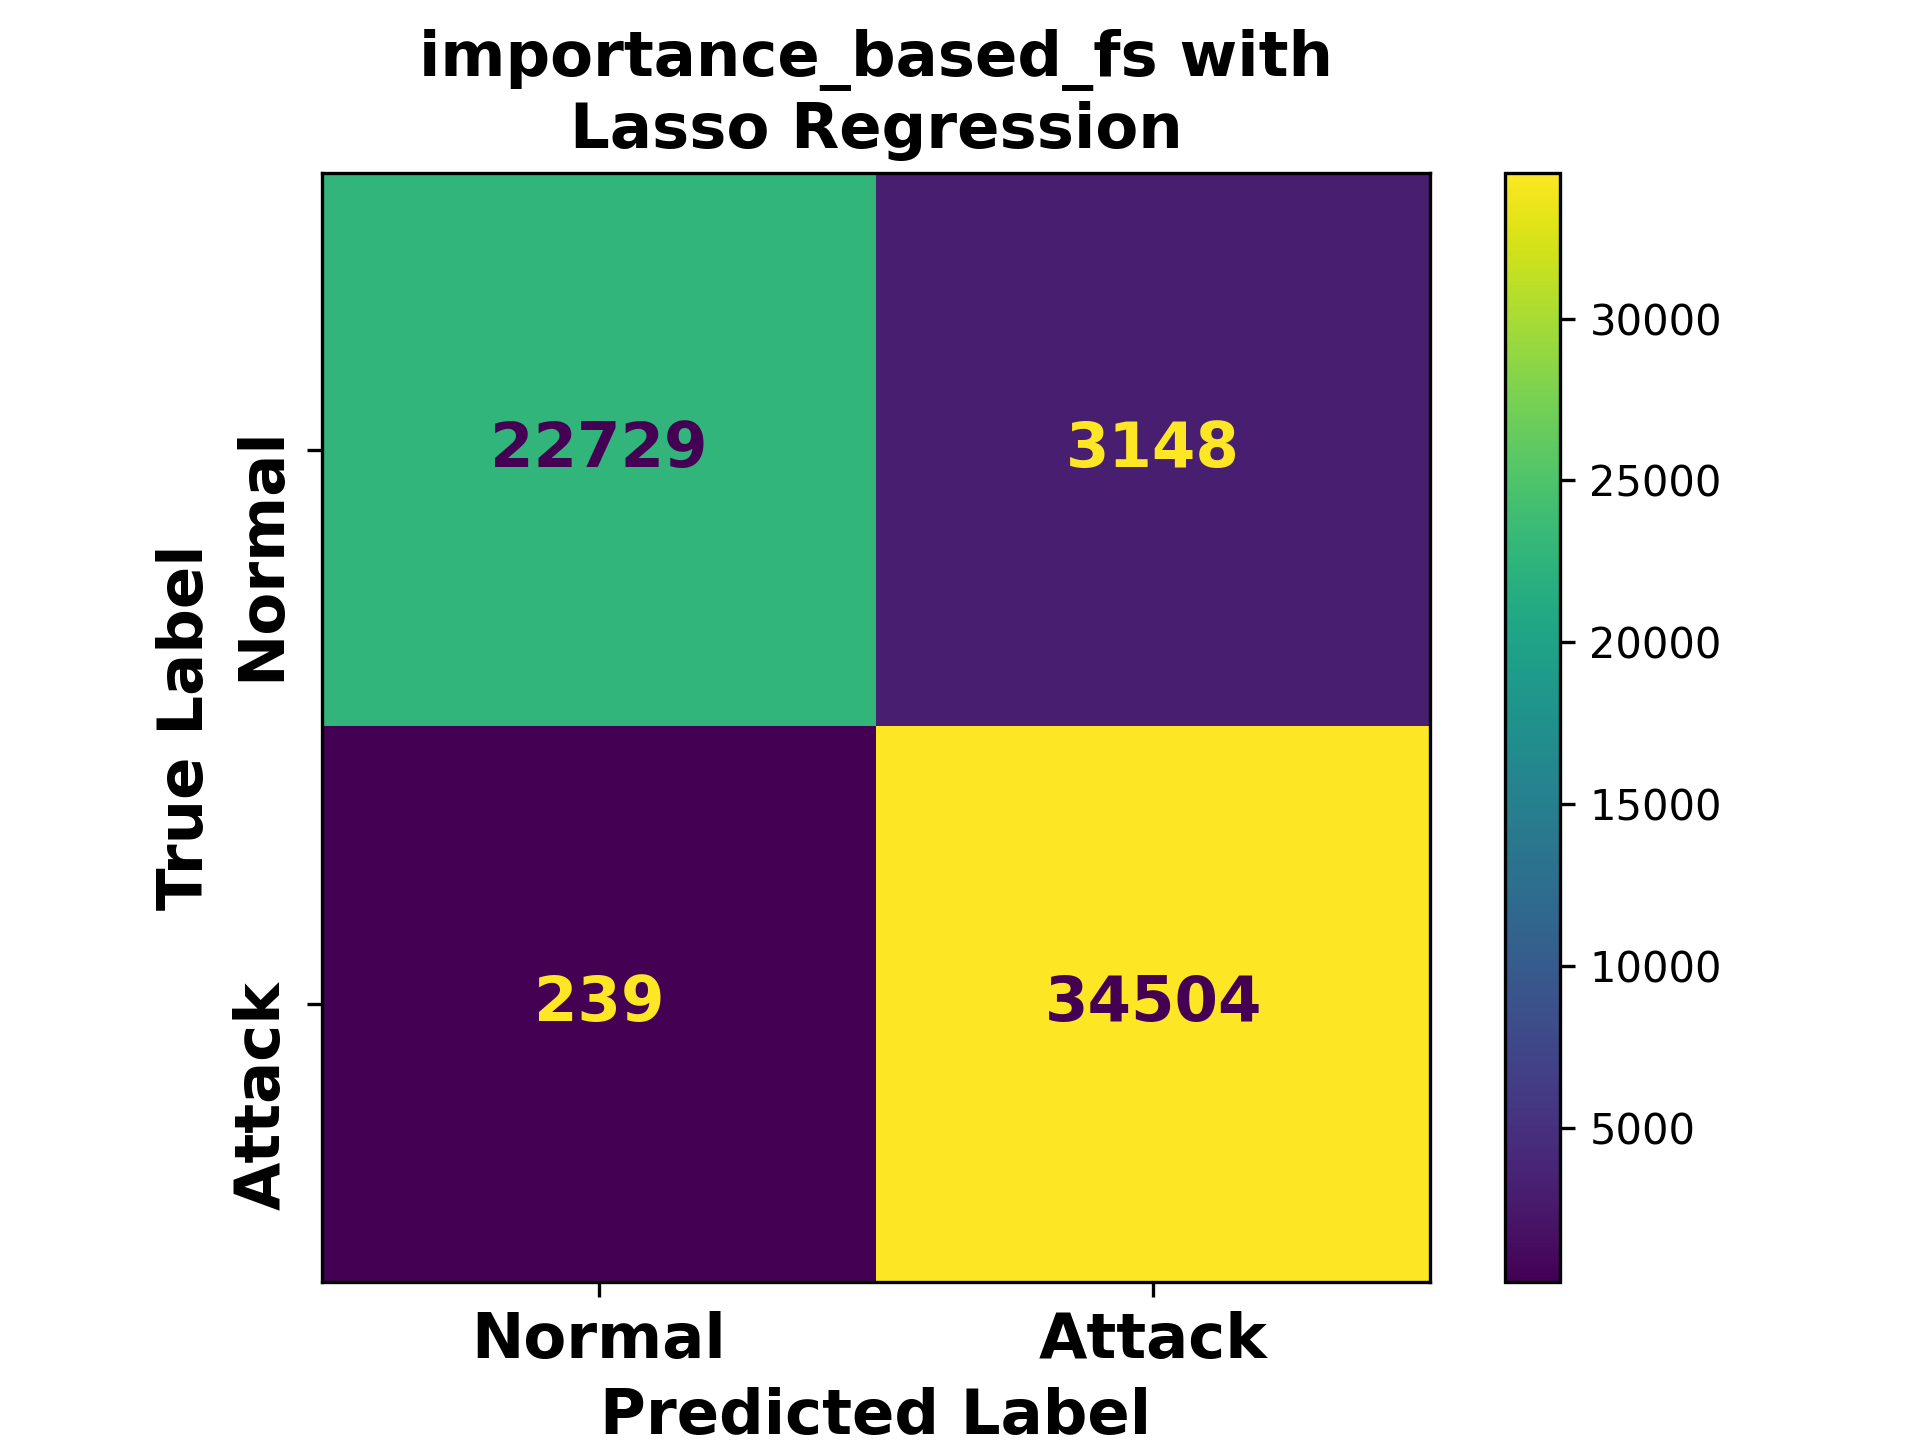 importance_based_fs with
Lasso Regression
True Label
Normal
22729
3148
Attack
239
34504
Normal
Attack
Predicted Label
30000
25000
20000
15000
10000
5000